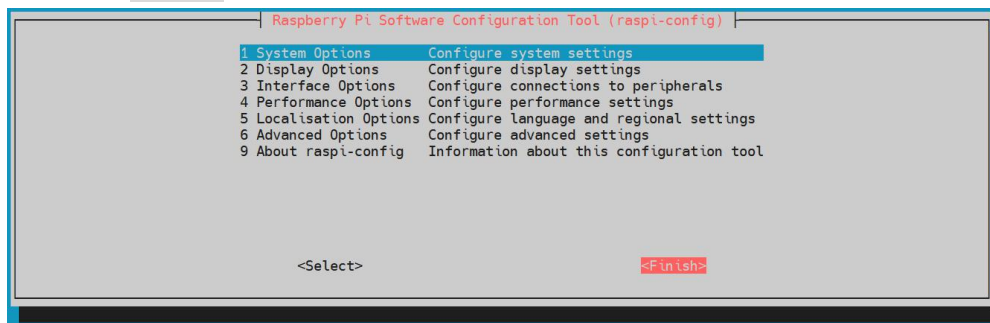 Raspberry Pi Software Configuration Tool (raspi-config)
1 System Options Configure system settings
2 Display Options Configure display settings
3 Interface Options Configure connections to peripherals
4 Performance Options Configure performance settings
5 Localisation Options Configure language and regional settings
6 Advanced Options Configure advanced settings
9 About raspi-config Information about this configuration tool
<Select> <Finish>